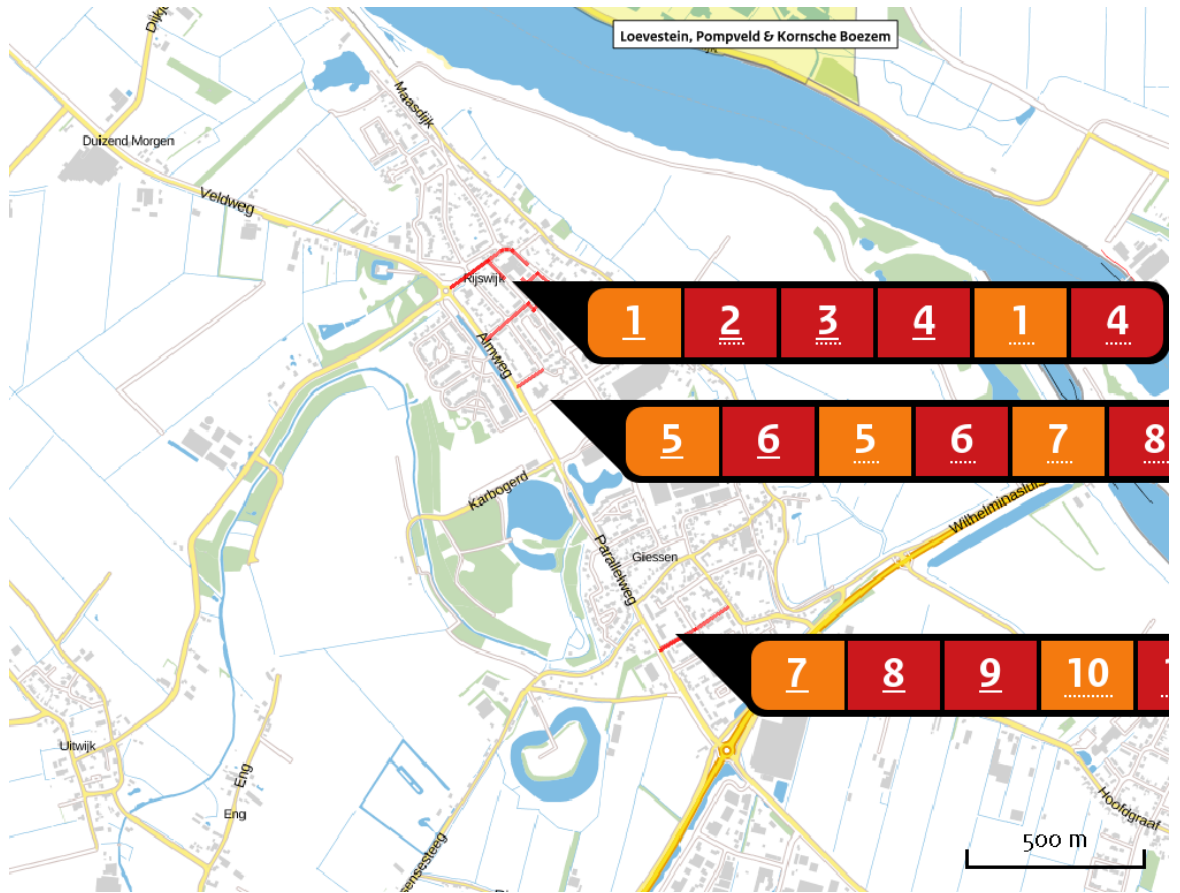 Loevestein, Pompveld & Kornsche Boezem
Maasdijk
Duizend Morgen
Veldweg
Rijswijk
1 2 3 4 1 4
Almweg
5 6 5 6 7 8
Karbogerd
Wilhelminasluis
Parallelweg
Giessen
7 8 9 10
Uitwijk
Eng
Eng
Hoofdgraaf
500 m